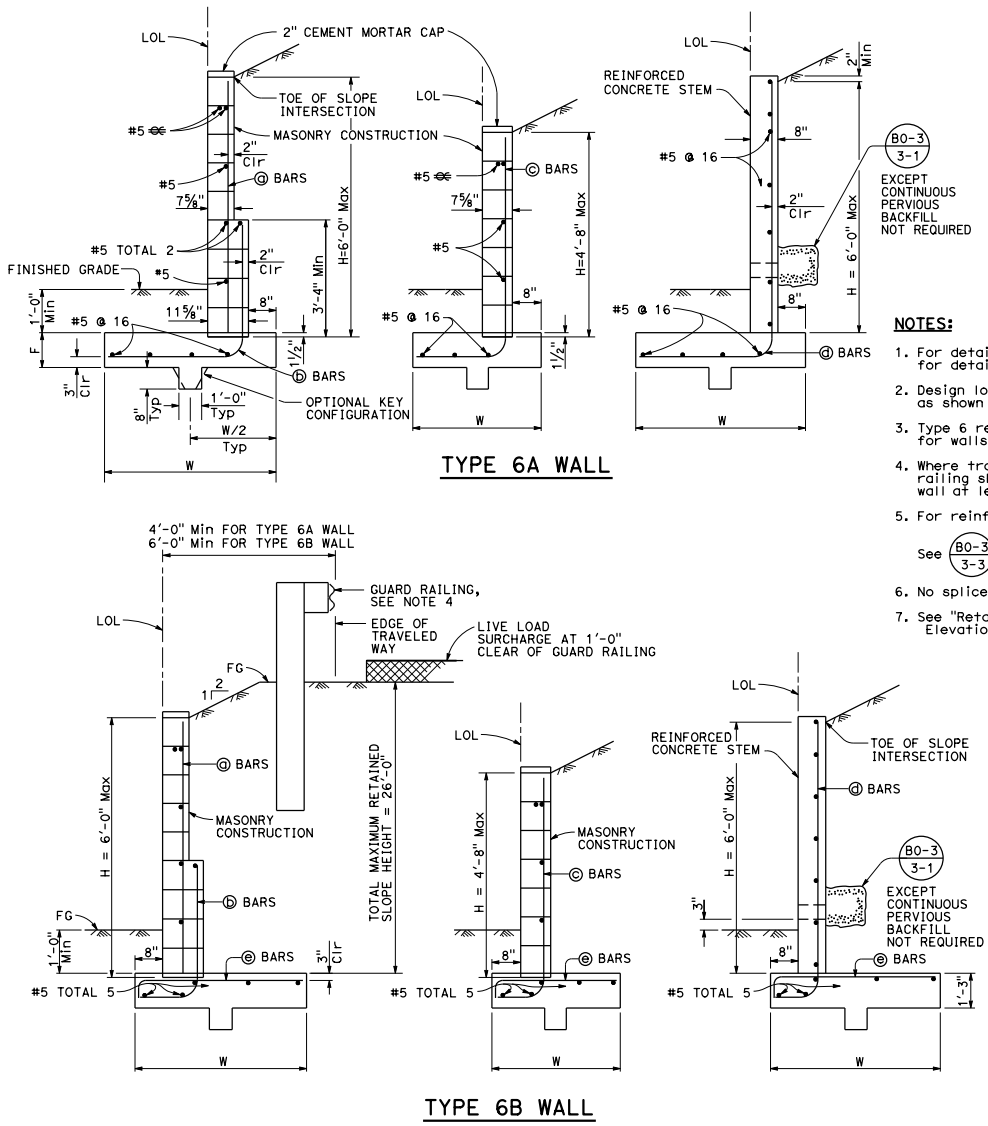 LOL
2" CEMENT MORTAR CAP
LOL
LOL
2"
Min
TOE OF SLOPE
INTERSECTION
REINFORCED
CONCRETE STEM
#5
MASONRY CONSTRUCTION
8"
BO-3
3-1
2"
Clr
#5
ⓐ BARS
#5
ⓒ BARS
#5 @ 16
EXCEPT
CONTINUOUS
PERVIOUS
BACKFILL
NOT REQUIRED
7⅝"
7⅝"
2"
Clr
H=6'-0" Max
H=4'-8" Max
H = 6'-0" Max
#5 TOTAL 2
2"
Clr
#5
FINISHED GRADE
#5
3'-4" Min
8"
8"
8"
1'-0"
Min
#5 @ 16
11⅝"
#5 @ 16
#5 @ 16
F
1½"
1½"
3"
Clr
ⓑ BARS
ⓓ BARS
8"
Typ
1'-0"
Typ
OPTIONAL KEY
CONFIGURATION
W/2
Typ
W
W
W
TYPE 6A WALL
NOTES:
1. For detai
for detai
2. Design lo
as shown
3. Type 6 re
for walls
4. Where tra
railing sh
wall at le
5. For reinf
See BO-3
3-3
6. No splice
7. See "Reta
Elevatio
4'-0" Min FOR TYPE 6A WALL
6'-0" Min FOR TYPE 6B WALL
GUARD RAILING,
SEE NOTE 4
LOL
EDGE OF
TRAVELED
WAY
LIVE LOAD
SURCHARGE AT 1'-0"
CLEAR OF GUARD RAILING
FG
1
2
LOL
LOL
REINFORCED
CONCRETE STEM
TOE OF SLOPE
INTERSECTION
ⓐ BARS
ⓓ BARS
H = 6'-0" Max
MASONRY
CONSTRUCTION
TOTAL MAXIMUM RETAINED
SLOPE HEIGHT = 26'-0"
H = 4'-8" Max
MASONRY
CONSTRUCTION
H = 6'-0" Max
BO-3
3-1
ⓑ BARS
ⓒ BARS
EXCEPT
CONTINUOUS
PERVIOUS
BACKFILL
NOT REQUIRED
FG
3"
1'-0"
Min
8"
ⓔ BARS
3"
Clr
8"
ⓔ BARS
8"
ⓔ BARS
#5 TOTAL 5
#5 TOTAL 5
#5 TOTAL 5
1'-3"
W
W
W
TYPE 6B WALL